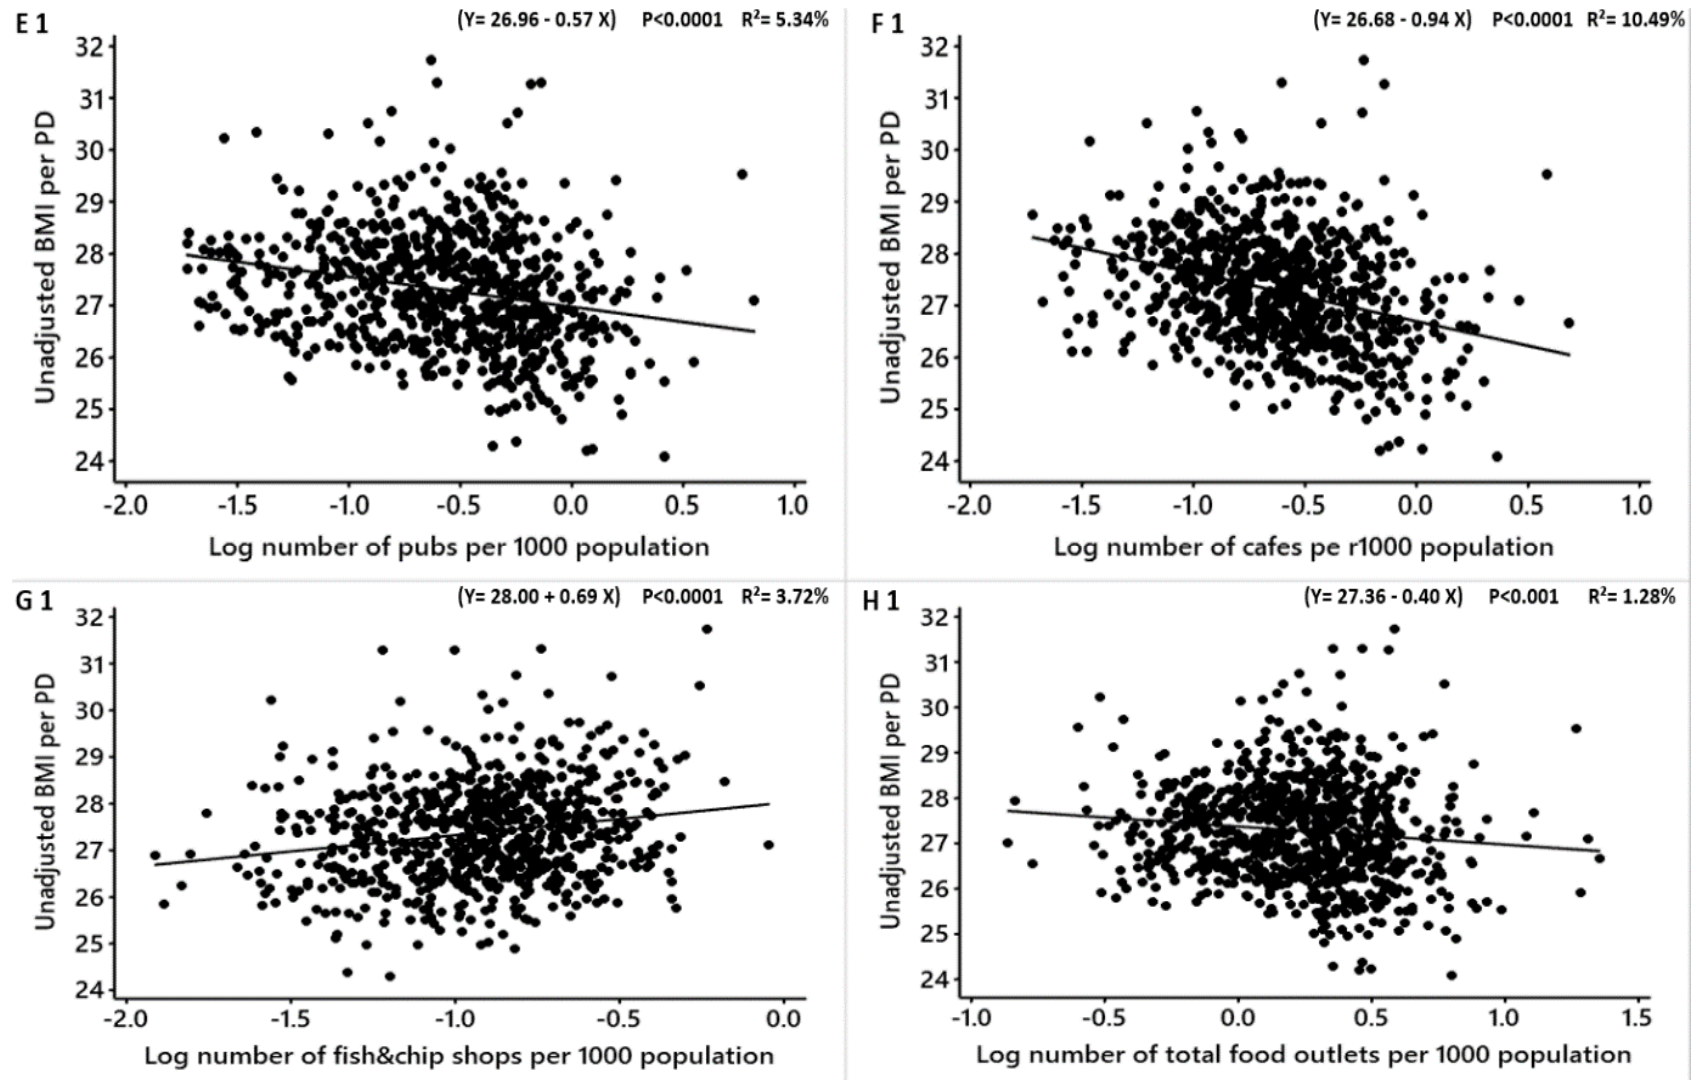 E 1 (Y= 26.96 - 0.57 X) P<0.0001 R²= 5.34%
32
31
30
29
28
27
26
25
24
Unadjusted BMI per PD
-2.0 -1.5 -1.0 -0.5 0.0 0.5 1.0
Log number of pubs per 1000 population
F 1 (Y= 26.68 - 0.94 X) P<0.0001 R²= 10.49%
32
31
30
29
28
27
26
25
24
Unadjusted BMI per PD
-2.0 -1.5 -1.0 -0.5 0.0 0.5 1.0
Log number of cafes pe r1000 population
G 1 (Y= 28.00 + 0.69 X) P<0.0001 R²= 3.72%
32
31
30
29
28
27
26
25
24
Unadjusted BMI per PD
-2.0 -1.5 -1.0 -0.5 0.0
Log number of fish&chip shops per 1000 population
H 1 (Y= 27.36 - 0.40 X) P<0.001 R²= 1.28%
32
31
30
29
28
27
26
25
24
Unadjusted BMI per PD
-1.0 -0.5 0.0 0.5 1.0 1.5
Log number of total food outlets per 1000 population